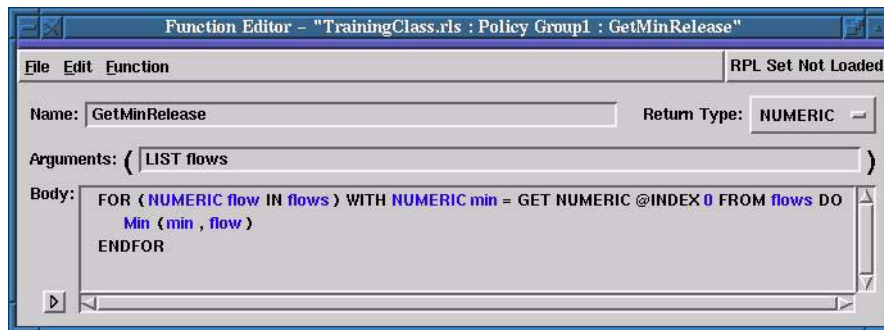 Function Editor - "TrainingClass.rls : Policy Group1 : GetMinRelease"
File Edit Function RPL Set Not Loaded
Name: GetMinRelease Return Type: NUMERIC
Arguments: ( LIST flows )
Body: FOR ( NUMERIC flow IN flows ) WITH NUMERIC min = GET NUMERIC @INDEX 0 FROM flows DO
Min ( min , flow )
ENDFOR